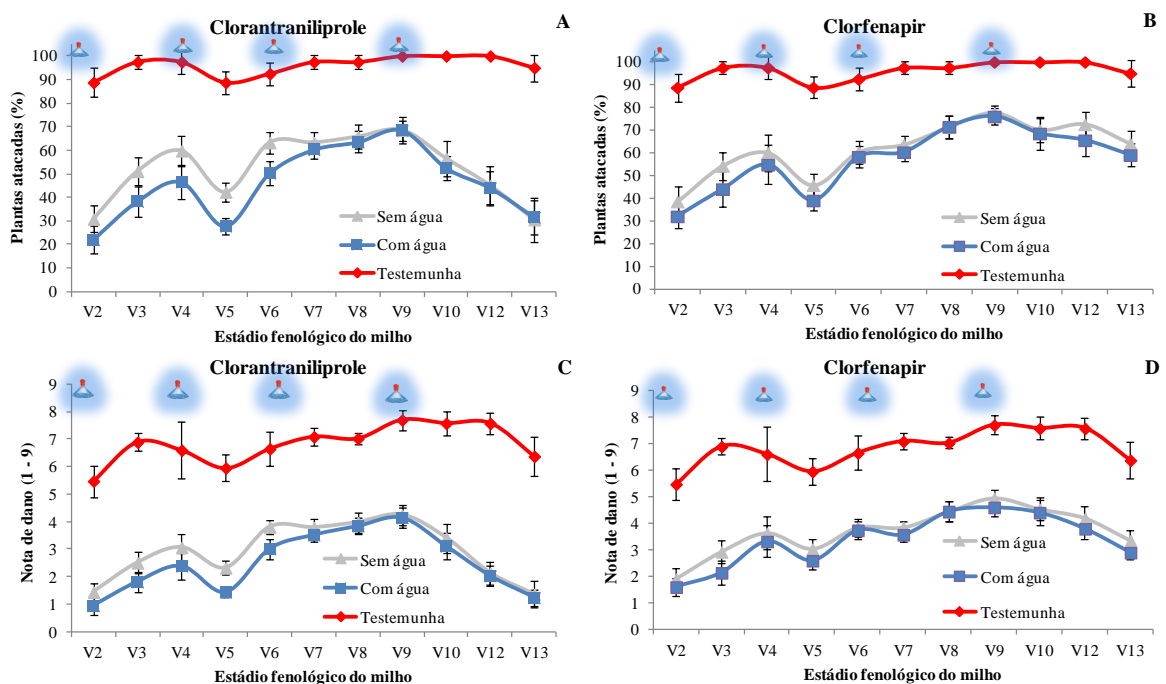 Clorantraniliprole
A
Plantas atacadas (%)
100
90
80
70
60
50
40
30
20
10
0
Sem água
Com água
Testemunha
V2 V3 V4 V5 V6 V7 V8 V9 V10 V12 V13
Estádio fenológico do milho
Clorfenapir
B
Plantas atacadas (%)
100
90
80
70
60
50
40
30
20
10
0
Sem água
Com água
Testemunha
V2 V3 V4 V5 V6 V7 V8 V9 V10 V12 V13
Estádio fenológico do milho
Clorantraniliprole
C
Nota de dano (1 - 9)
9
8
7
6
5
4
3
2
1
0
Sem água
Com água
Testemunha
V2 V3 V4 V5 V6 V7 V8 V9 V10 V12 V13
Estádio fenológico do milho
Clorfenapir
D
Nota de dano (1 - 9)
9
8
7
6
5
4
3
2
1
0
Sem água
Com água
Testemunha
V2 V3 V4 V5 V6 V7 V8 V9 V10 V12 V13
Estádio fenológico do milho